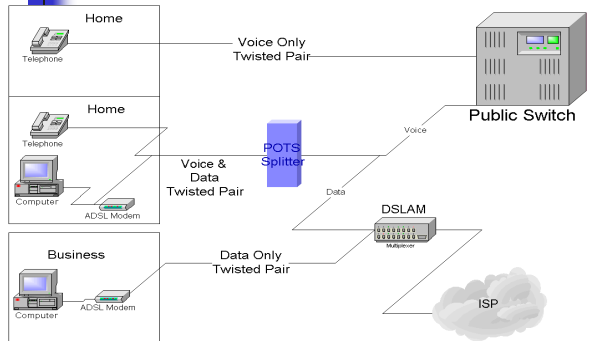 Home
Telephone
Voice Only
Twisted Pair
Public Switch
Home
Telephone
Computer
ADSL Modem
Voice &
Data
Twisted Pair
POTS
Splitter
Voice
Data
DSLAM
Multiplexer
Business
Computer
ADSL Modem
Data Only
Twisted Pair
ISP